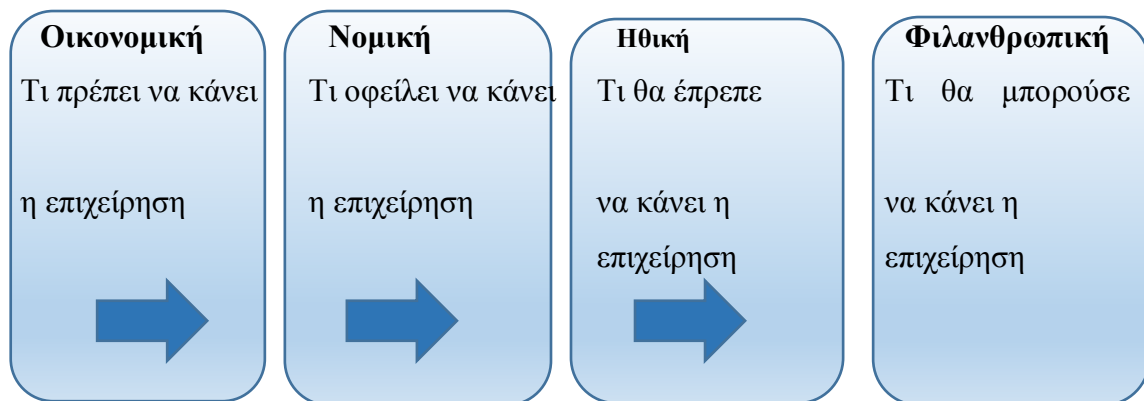 Οικονομική
Τι πρέπει να κάνει
η επιχείρηση
Νομική
Τι οφείλει να κάνει
η επιχείρηση
Ηθική
Τι θα έπρεπε
να κάνει η
επιχείρηση
Φιλανθρωπική
Τι θα μπορούσε
να κάνει η
επιχείρηση